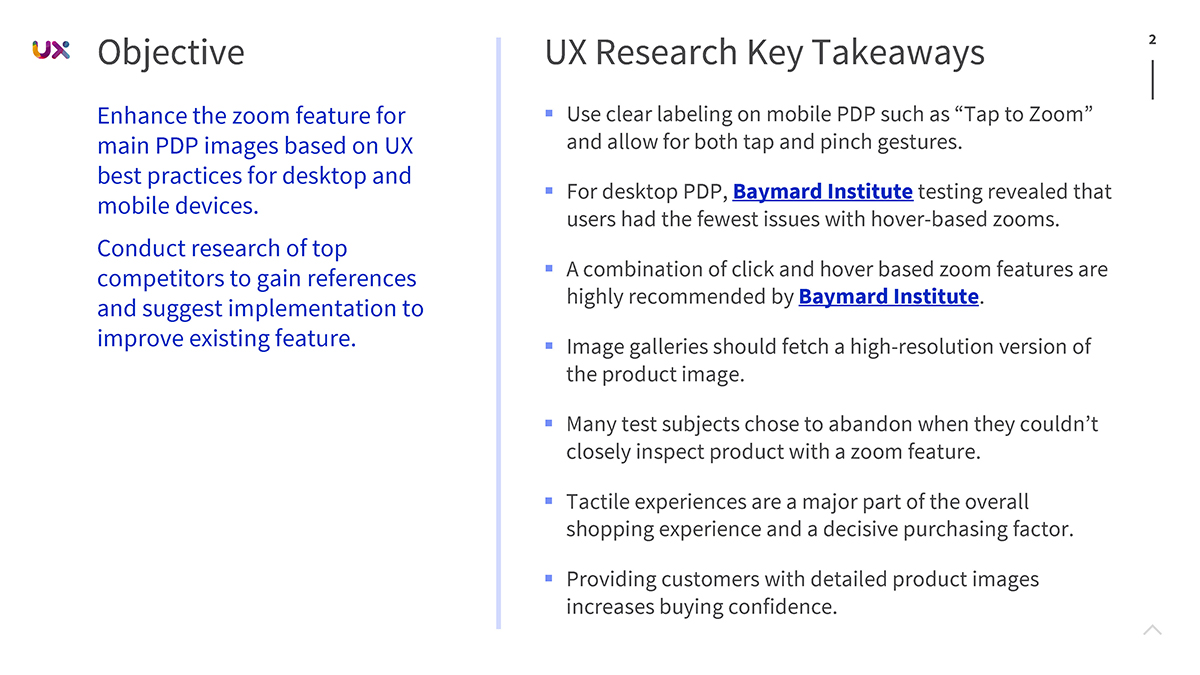 UX
Objective
Enhance the zoom feature for
main PDP images based on UX
best practices for desktop and
mobile devices.
Conduct research of top
competitors to gain references
and suggest implementation to
improve existing feature.
UX Research Key Takeaways
Use clear labeling on mobile PDP such as “Tap to Zoom”
and allow for both tap and pinch gestures.
For desktop PDP, Baymard Institute testing revealed that
users had the fewest issues with hover-based zooms.
A combination of click and hover based zoom features are
highly recommended by Baymard Institute.
Image galleries should fetch a high-resolution version of
the product image.
Many test subjects chose to abandon when they couldn’t
closely inspect product with a zoom feature.
Tactile experiences are a major part of the overall
shopping experience and a decisive purchasing factor.
Providing customers with detailed product images
increases buying confidence.
2